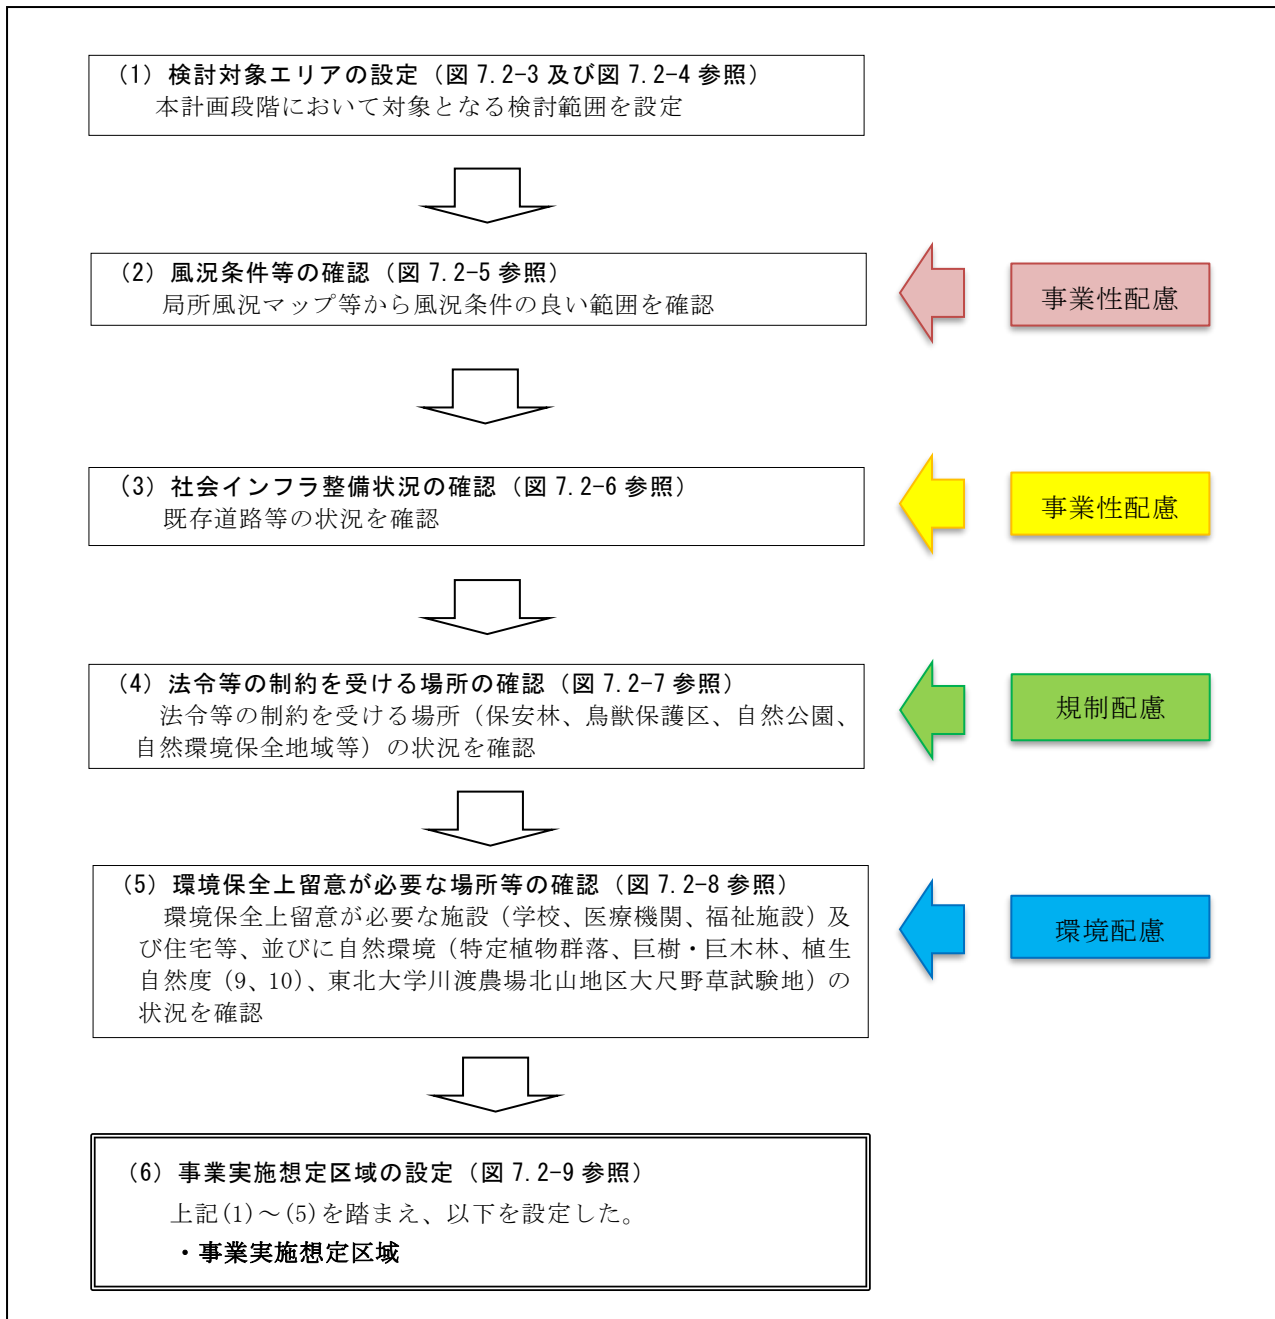 (1) 検討対象エリアの設定（図 7.2-3 及び図 7.2-4 参照）
本計画段階において対象となる検討範囲を設定
(2) 風況条件等の確認（図 7.2-5 参照）
局所風況マップ等から風況条件の良い範囲を確認
事業性配慮
(3) 社会インフラ整備状況の確認（図 7.2-6 参照）
既存道路等の状況を確認
事業性配慮
(4) 法令等の制約を受ける場所の確認（図 7.2-7 参照）
法令等の制約を受ける場所（保安林、鳥獣保護区、自然公園、
自然環境保全地域等）の状況を確認
規制配慮
(5) 環境保全上留意が必要な場所等の確認（図 7.2-8 参照）
環境保全上留意が必要な施設（学校、医療機関、福祉施設）及
び住宅等、並びに自然環境（特定植物群落、巨樹・巨木林、植生
自然度（9、10）、東北大学川渡農場北山地区大尺野草試験地）の
状況を確認
環境配慮
(6) 事業実施想定区域の設定（図 7.2-9 参照）
上記(1)～(5)を踏まえ、以下を設定した。
・事業実施想定区域